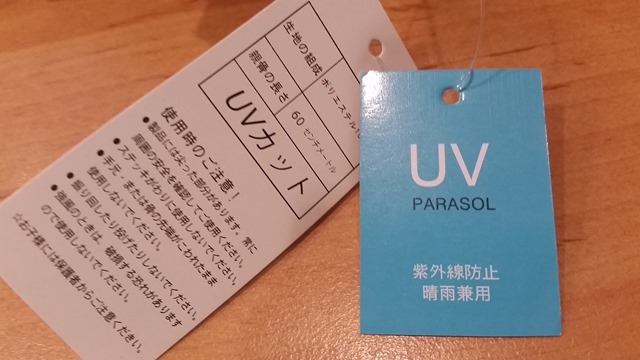 生地の組成 ポリエステル
親骨の長さ 60 センチメートル
UVカット
使用時のご注意！
●製品には尖った部分があります。常に
周囲の安全を確認しご使用ください。
●ステッキがわりに使用しないでください。
●手元、または骨の先端がこわれたまま
使用しないでください。
●振り回したり投げたりしないでください。
●強風のときは、破損する恐れがあります
ので使用しないでください。
☆お子様には保護者からご注意ください。
UV
PARASOL
紫外線防止
晴雨兼用